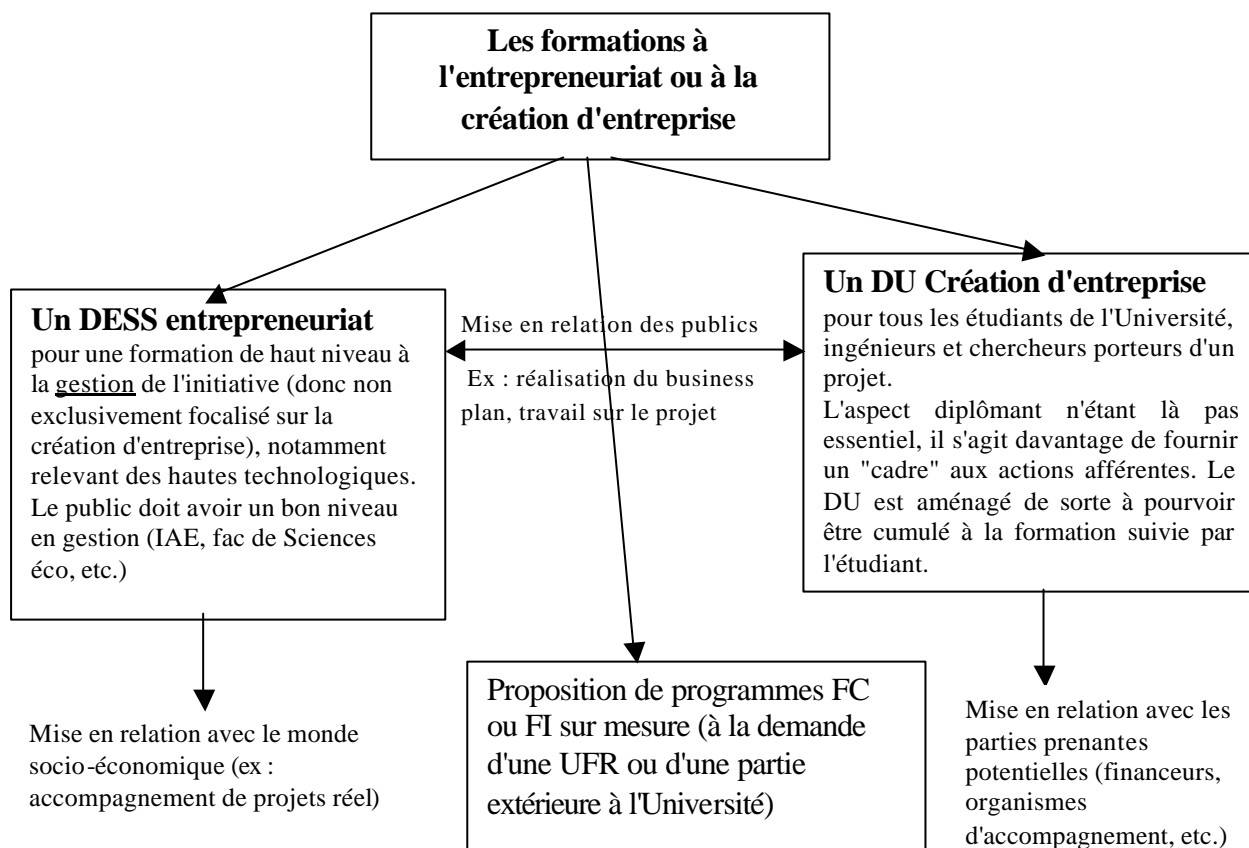 Les formations à
l'entrepreneuriat ou à la
création d'entreprise
Un DESS entrepreneuriat
pour une formation de haut niveau à
la gestion de l'initiative (donc non
exclusivement focalisé sur la
création d'entreprise), notamment
relevant des hautes technologiques.
Le public doit avoir un bon niveau
en gestion (IAE, fac de Sciences
éco, etc.)
Mise en relation des publics
Ex : réalisation du business
plan, travail sur le projet
Un DU Création d'entreprise
pour tous les étudiants de l'Université,
ingénieurs et chercheurs porteurs d'un
projet.
L'aspect diplômant n'étant là pas
essentiel, il s'agit davantage de fournir
un "cadre" aux actions afférentes. Le
DU est aménagé de sorte à pourvoir
être cumulé à la formation suivie par
l'étudiant.
Mise en relation avec le monde
socio-économique (ex :
accompagnement de projets réel)
Proposition de programmes FC
ou FI sur mesure (à la demande
d'une UFR ou d'une partie
extérieure à l'Université)
Mise en relation avec les
parties prenantes
potentielles (financeurs,
organismes
d'accompagnement, etc.)